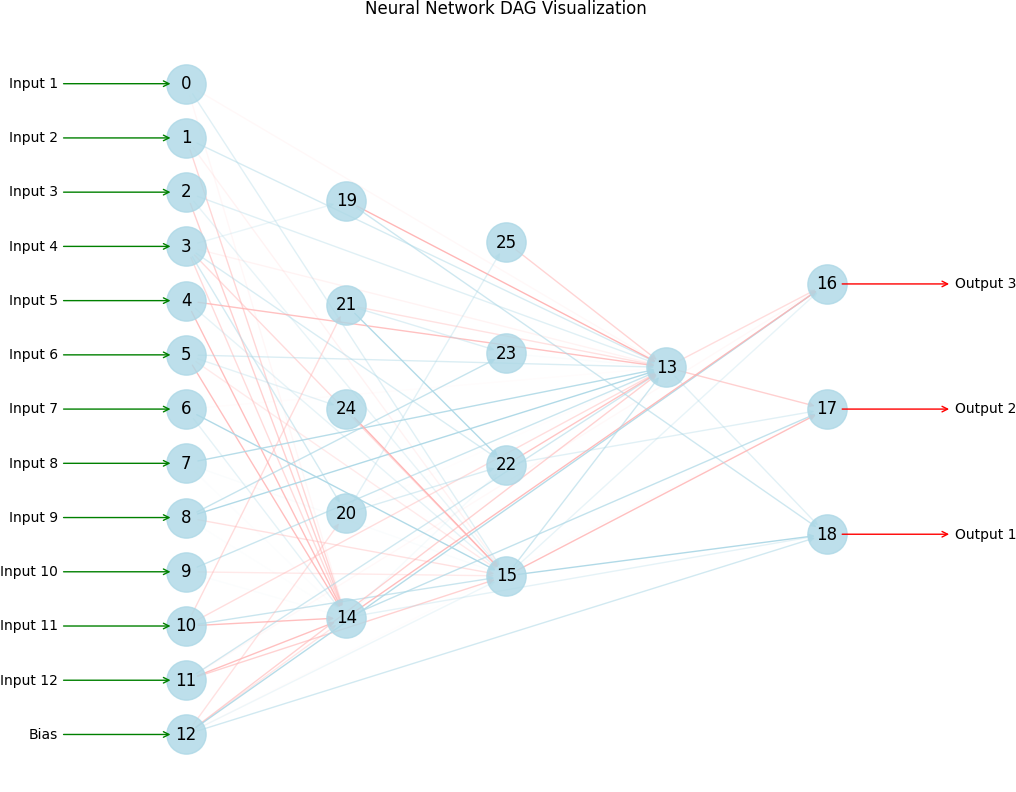 Neural Network DAG Visualization
Input 1
0
Input 2
1
Input 3
2
19
Input 4
3
25
Input 5
4
21
16
Output 3
Input 6
5
23
13
Input 7
6
24
17
Output 2
Input 8
7
22
Input 9
8
20
18
Output 1
Input 10
9
15
Input 11
10
14
Input 12
11
Bias
12